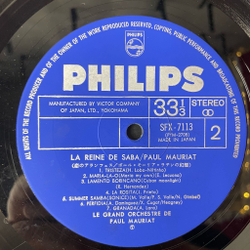 ALL RIGHTS OF THE RECORD PRODUCER AND OF THE OWNER OF THE WORK REPRODUCED RESERVED. COPYING, PUBLIC PERFORMANCE AND BROADCASTING OF THIS RECORD PROHIBITED
PHILIPS
MANUFACTURED BY VICTOR COMPANY
OF JAPAN, LTD., YOKOHAMA
33⅓
STEREO
SFX-7113
MADE IN JAPAN
2
LA REINE DE SABA/PAUL MAURIAT
1. TRISTEZA
2. MARIA-LA-O
3. LAMENTO BORINCANO
4. LA POSITA
5. SUMMER SAMBA
6. PERFIDIA
7. GRANADA
LE GRAND ORCHESTRE DE
PAUL MAURIAT